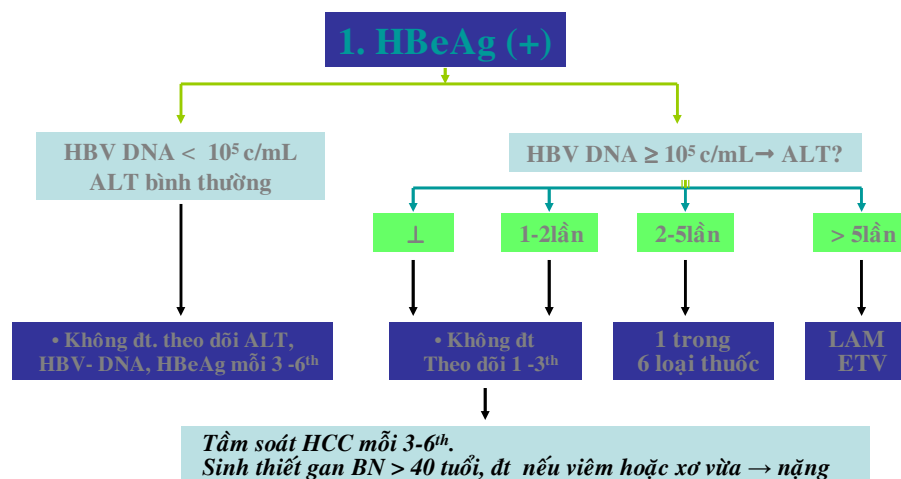 1. HBeAg (+)
HBV DNA < 10⁵ c/mL
ALT bình thường
HBV DNA ≥ 10⁵ c/mL→ ALT?
⊥
1-2lần
2-5lần
> 5lần
• Không đt. theo dõi ALT,
HBV- DNA, HBeAg mỗi 3 -6ᵗʰ
• Không đt
Theo dõi 1 -3ᵗʰ
1 trong
6 loại thuốc
LAM
ETV
Tầm soát HCC mỗi 3-6ᵗʰ.
Sinh thiết gan BN > 40 tuổi, đt nếu viêm hoặc xơ vừa → nặng